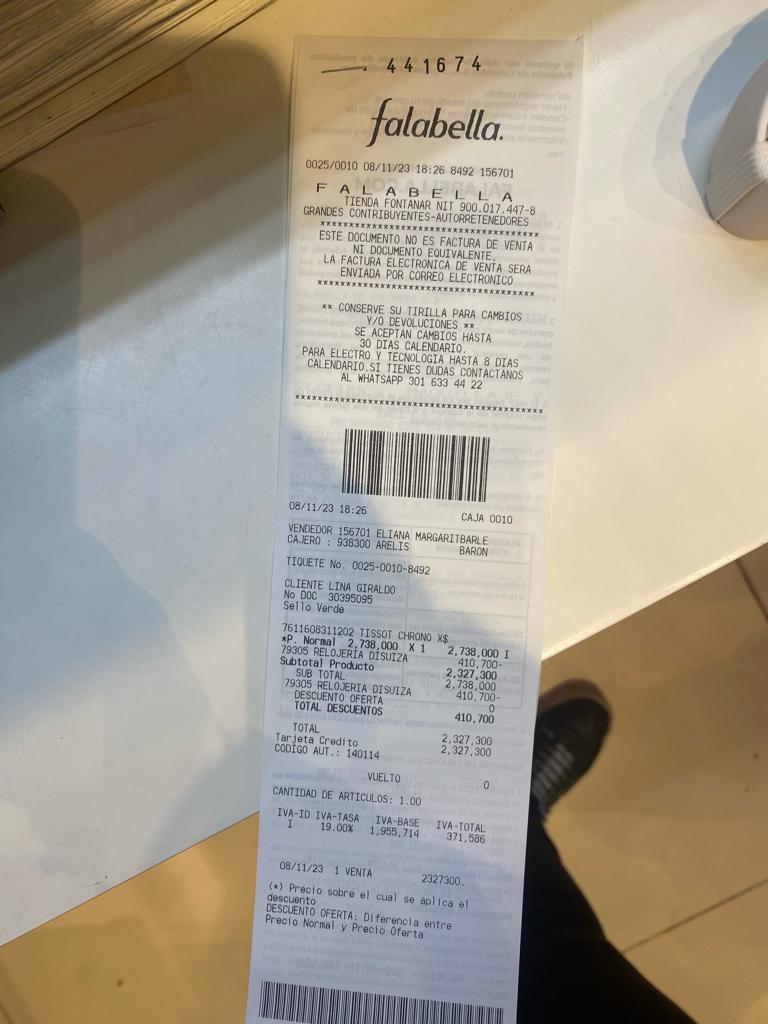 441674
falabella.
0025/0010 08/11/23 18:26 8492 156701
F A L A B E L L A
TIENDA FONTANAR NIT 900.017.447-8
GRANDES CONTRIBUYENTES-AUTORRETENEDORES
****************************************
ESTE DOCUMENTO NO ES FACTURA DE VENTA
NI DOCUMENTO EQUIVALENTE,
LA FACTURA ELECTRONICA DE VENTA SERA
ENVIADA POR CORREO ELECTRONICO
****************************************
** CONSERVE SU TIRILLA PARA CAMBIOS
Y/O DEVOLUCIONES **
SE ACEPTAN CAMBIOS HASTA
30 DIAS CALENDARIO.
PARA ELECTRO Y TECNOLOGIA HASTA 8 DIAS
CALENDARIO.SI TIENES DUDAS CONTACTANOS
AL WHATSAPP 301 633 44 22
****************************************
08/11/23 18:26 CAJA 0010
VENDEDOR 156701 ELIANA MARGARITBARLE
CAJERO : 938300 ARELIS BARON
TIQUETE No. 0025-0010-8492
CLIENTE LINA GIRALDO
No DOC 30395095
Sello Verde
7611608311202 TISSOT CHRONO X$
*P. Normal 2,738,000 X 1 2,738,000 I
79305 RELOJERIA DISUIZA 410,700-
Subtotal Producto 2,327,300
SUB TOTAL 2,738,000
79305 RELOJERIA DISUIZA 410,700-
DESCUENTO OFERTA 0
TOTAL DESCUENTOS 410,700
TOTAL 2,327,300
Tarjeta Credito 2,327,300
CODIGO AUT.: 140114
VUELTO 0
CANTIDAD DE ARTICULOS: 1.00
IVA-ID IVA-TASA IVA-BASE IVA-TOTAL
I 19.00% 1,955,714 371,586
08/11/23 1 VENTA 2327300.
(*) Precio sobre el cual se aplica el
descuento
DESCUENTO OFERTA: Diferencia entre
Precio Normal y Precio Oferta